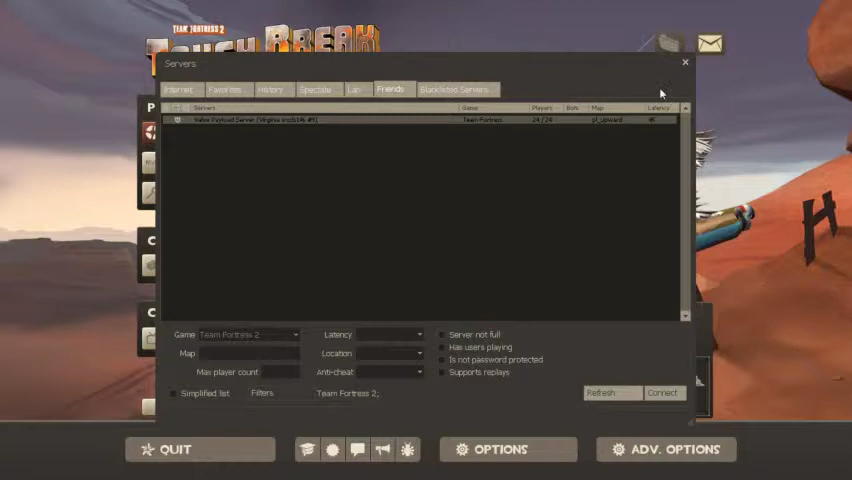 TEAM FORTRESS 2
TOUGH BREAK
Servers
Internet Favorites History Spectate Lan Friends Blacklisted Servers
Servers Game Players Bots Map Latency
Valve Payload Server (Virginia #4) Team Fortress 24 / 24 pl_upward
Game Team Fortress 2 Latency Server not full
Has users playing
Map Location Is not password protected
Max player count Anti-cheat Supports replays
Simplified list Filters Team Fortress 2; Refresh Connect
QUIT OPTIONS ADV. OPTIONS